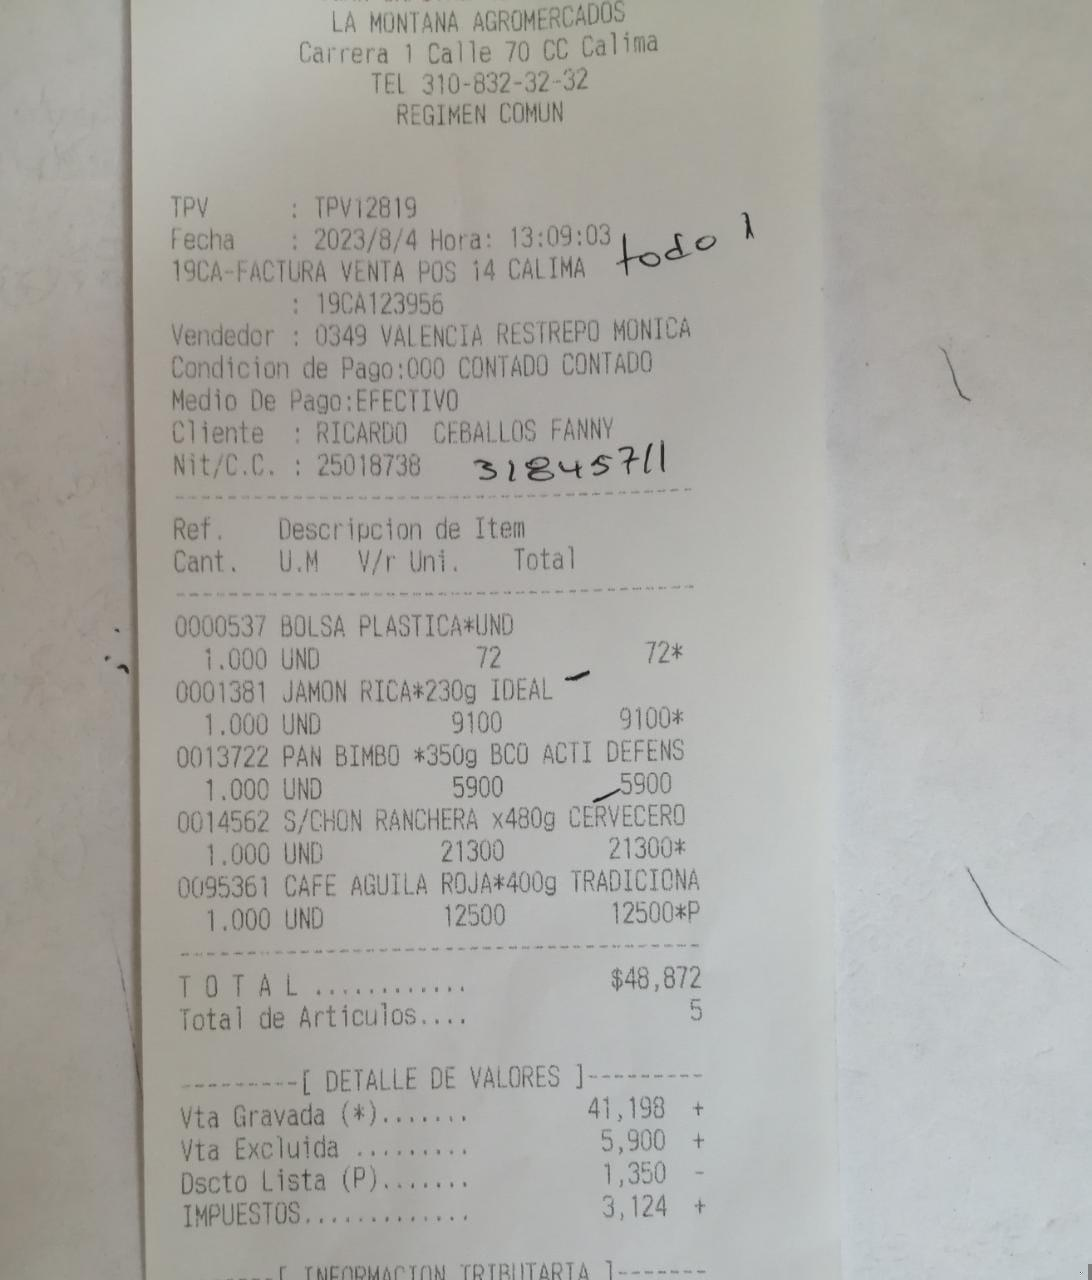 LA MONTANA AGROMERCADOS
Carrera 1 Calle 70 CC Calima
TEL 310-832-32-32
REGIMEN COMUN
TPV : TPV12819
Fecha : 2023/8/4 Hora: 13:09:03 todo
19CA-FACTURA VENTA POS 14 CALIMA
: 19CA123956
Vendedor : 0349 VALENCIA RESTREPO MONICA
Condicion de Pago:000 CONTADO CONTADO
Medio De Pago:EFECTIVO
Cliente : RICARDO CEBALLOS FANNY
Nit/C.C. : 25018738 31845711
Ref. Descripcion de Item
Cant. U.M V/r Uni. Total
0000537 BOLSA PLASTICA*UND
1.000 UND 72 72*
0001381 JAMON RICA*230g IDEAL
1.000 UND 9100 9100*
0013722 PAN BIMBO *350g BCO ACTI DEFENS
1.000 UND 5900 5900
0014562 S/CHON RANCHERA x480g CERVECERO
1.000 UND 21300 21300*
0095361 CAFE AGUILA ROJA*400g TRADICIONA
1.000 UND 12500 12500*P
T O T A L ............ $48,872
Total de Articulos.... 5
---------[ DETALLE DE VALORES ]---------
Vta Gravada (*)....... 41,198 +
Vta Excluida ......... 5,900 +
Dscto Lista (P)....... 1,350 -
IMPUESTOS............. 3,124 +
----[ INFORMACION TRIBUTARIA ]-------